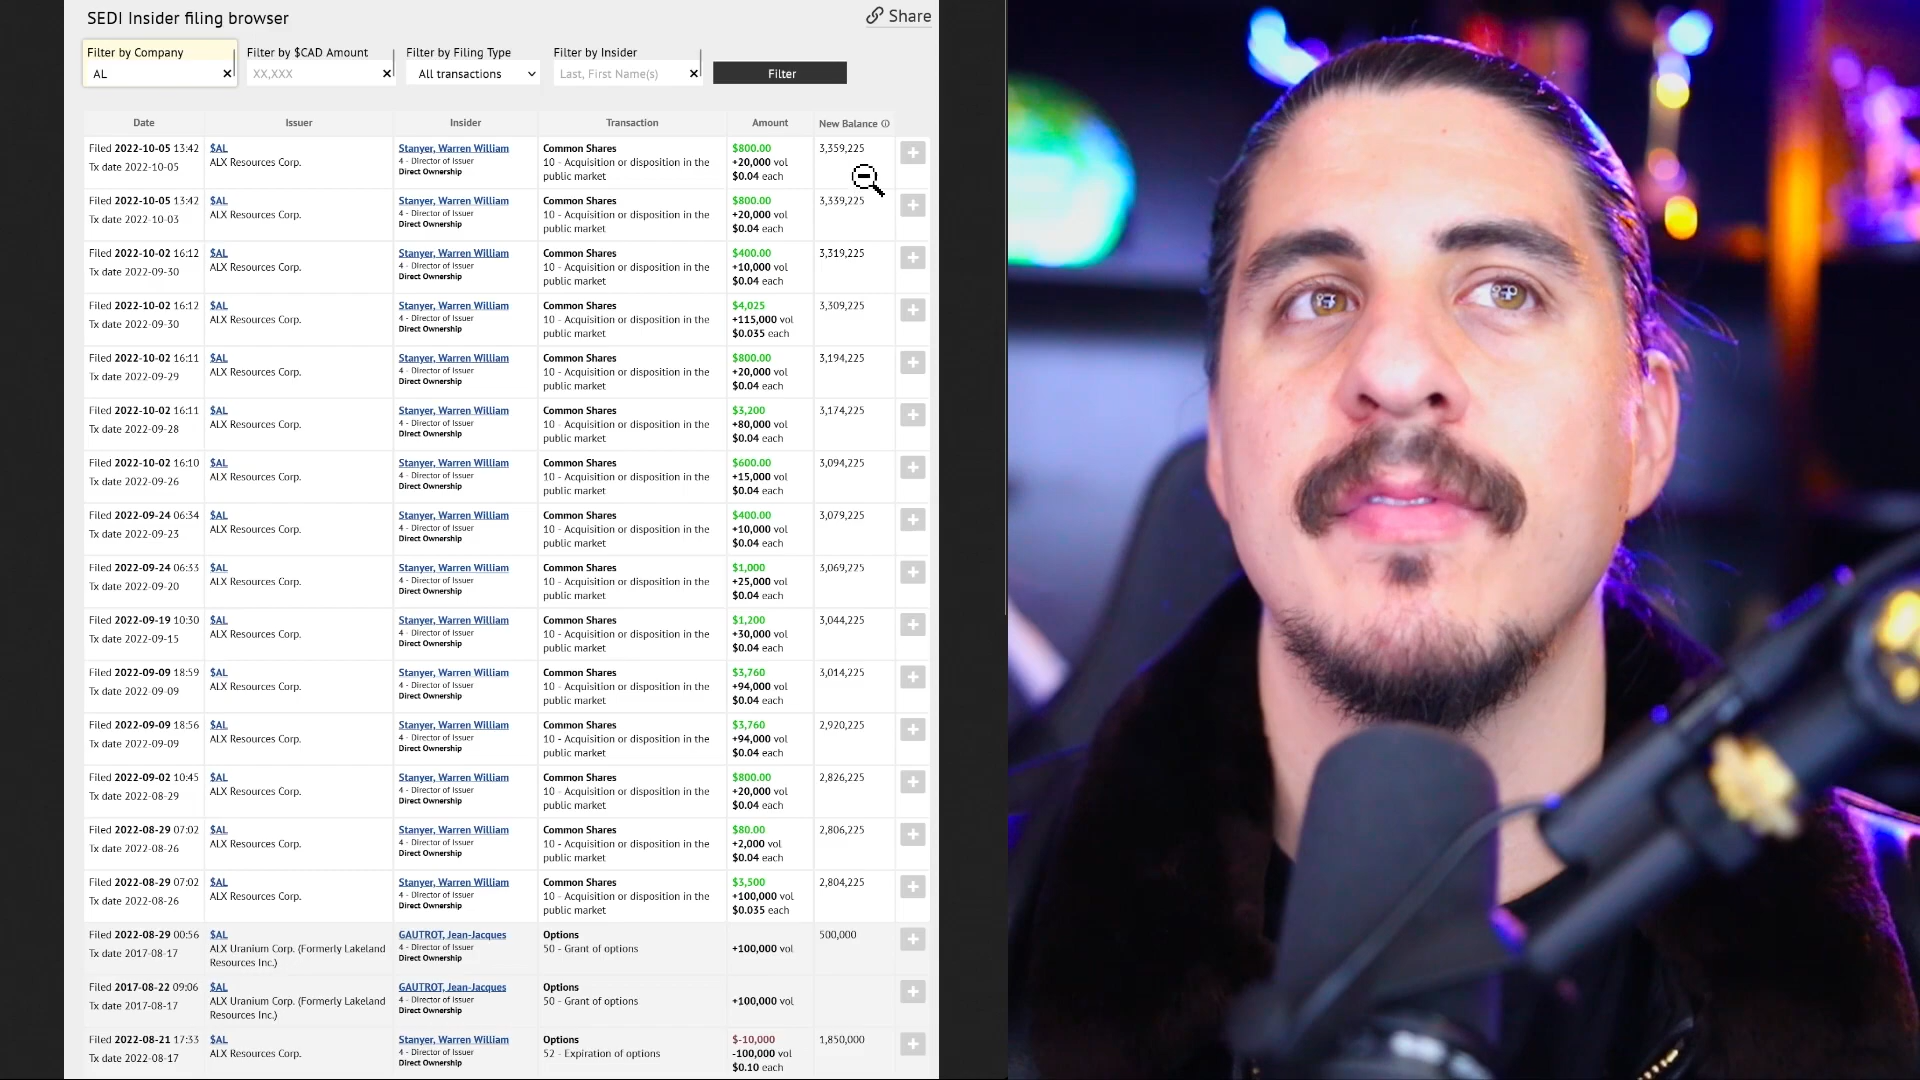 SEDI Insider filing browser
Share
Filter by Company
Filter by $CAD Amount
Filter by Filing Type
Filter by Insider
AL
XX,XXX
All transactions
Last, First Name(s)
Filter
Date Issuer Insider Transaction Amount New Balance
Filed 2022-10-05 13:42 $AL Stanyer, Warren William Common Shares $800.00 3,359,225
Tx date 2022-10-05 ALX Resources Corp. 4 - Director of Issuer 10 - Acquisition or disposition in the +20,000 vol
Direct Ownership public market $0.04 each
Filed 2022-10-05 13:42 $AL Stanyer, Warren William Common Shares $800.00 3,339,225
Tx date 2022-10-03 ALX Resources Corp. 4 - Director of Issuer 10 - Acquisition or disposition in the +20,000 vol
Direct Ownership public market $0.04 each
Filed 2022-10-02 16:12 $AL Stanyer, Warren William Common Shares $400.00 3,319,225
Tx date 2022-09-30 ALX Resources Corp. 4 - Director of Issuer 10 - Acquisition or disposition in the +10,000 vol
Direct Ownership public market $0.04 each
Filed 2022-10-02 16:12 $AL Stanyer, Warren William Common Shares $4,025 3,309,225
Tx date 2022-09-30 ALX Resources Corp. 4 - Director of Issuer 10 - Acquisition or disposition in the +115,000 vol
Direct Ownership public market $0.035 each
Filed 2022-10-02 16:11 $AL Stanyer, Warren William Common Shares $800.00 3,194,225
Tx date 2022-09-29 ALX Resources Corp. 4 - Director of Issuer 10 - Acquisition or disposition in the +20,000 vol
Direct Ownership public market $0.04 each
Filed 2022-10-02 16:11 $AL Stanyer, Warren William Common Shares $3,200 3,174,225
Tx date 2022-09-28 ALX Resources Corp. 4 - Director of Issuer 10 - Acquisition or disposition in the +80,000 vol
Direct Ownership public market $0.04 each
Filed 2022-10-02 16:10 $AL Stanyer, Warren William Common Shares $600.00 3,094,225
Tx date 2022-09-26 ALX Resources Corp. 4 - Director of Issuer 10 - Acquisition or disposition in the +15,000 vol
Direct Ownership public market $0.04 each
Filed 2022-09-24 06:34 $AL Stanyer, Warren William Common Shares $400.00 3,079,225
Tx date 2022-09-23 ALX Resources Corp. 4 - Director of Issuer 10 - Acquisition or disposition in the +10,000 vol
Direct Ownership public market $0.04 each
Filed 2022-09-24 06:33 $AL Stanyer, Warren William Common Shares $1,000 3,069,225
Tx date 2022-09-20 ALX Resources Corp. 4 - Director of Issuer 10 - Acquisition or disposition in the +25,000 vol
Direct Ownership public market $0.04 each
Filed 2022-09-19 10:30 $AL Stanyer, Warren William Common Shares $1,200 3,044,225
Tx date 2022-09-15 ALX Resources Corp. 4 - Director of Issuer 10 - Acquisition or disposition in the +30,000 vol
Direct Ownership public market $0.04 each
Filed 2022-09-09 18:59 $AL Stanyer, Warren William Common Shares $3,760 3,014,225
Tx date 2022-09-09 ALX Resources Corp. 4 - Director of Issuer 10 - Acquisition or disposition in the +94,000 vol
Direct Ownership public market $0.04 each
Filed 2022-09-09 18:56 $AL Stanyer, Warren William Common Shares $3,760 2,920,225
Tx date 2022-09-09 ALX Resources Corp. 4 - Director of Issuer 10 - Acquisition or disposition in the +94,000 vol
Direct Ownership public market $0.04 each
Filed 2022-09-02 10:45 $AL Stanyer, Warren William Common Shares $800.00 2,826,225
Tx date 2022-08-29 ALX Resources Corp. 4 - Director of Issuer 10 - Acquisition or disposition in the +20,000 vol
Direct Ownership public market $0.04 each
Filed 2022-08-29 07:02 $AL Stanyer, Warren William Common Shares $80.00 2,806,225
Tx date 2022-08-26 ALX Resources Corp. 4 - Director of Issuer 10 - Acquisition or disposition in the +2,000 vol
Direct Ownership public market $0.04 each
Filed 2022-08-29 07:02 $AL Stanyer, Warren William Common Shares $3,500 2,804,225
Tx date 2022-08-26 ALX Resources Corp. 4 - Director of Issuer 10 - Acquisition or disposition in the +100,000 vol
Direct Ownership public market $0.035 each
Filed 2022-08-29 00:56 $AL GAUTROT, Jean-Jacques Options 500,000
Tx date 2017-08-17 ALX Uranium Corp. (Formerly Lakeland 4 - Director of Issuer 50 - Grant of options +100,000 vol
Resources Inc.) Direct Ownership
Filed 2017-08-22 09:06 $AL GAUTROT, Jean-Jacques Options
Tx date 2017-08-17 ALX Uranium Corp. (Formerly Lakeland 4 - Director of Issuer 50 - Grant of options +100,000 vol
Resources Inc.) Direct Ownership
Filed 2022-08-21 17:33 $AL Stanyer, Warren William Options $-10,000 1,850,000
Tx date 2022-08-17 ALX Resources Corp. 4 - Director of Issuer 52 - Expiration of options -100,000 vol
Direct Ownership $0.10 each